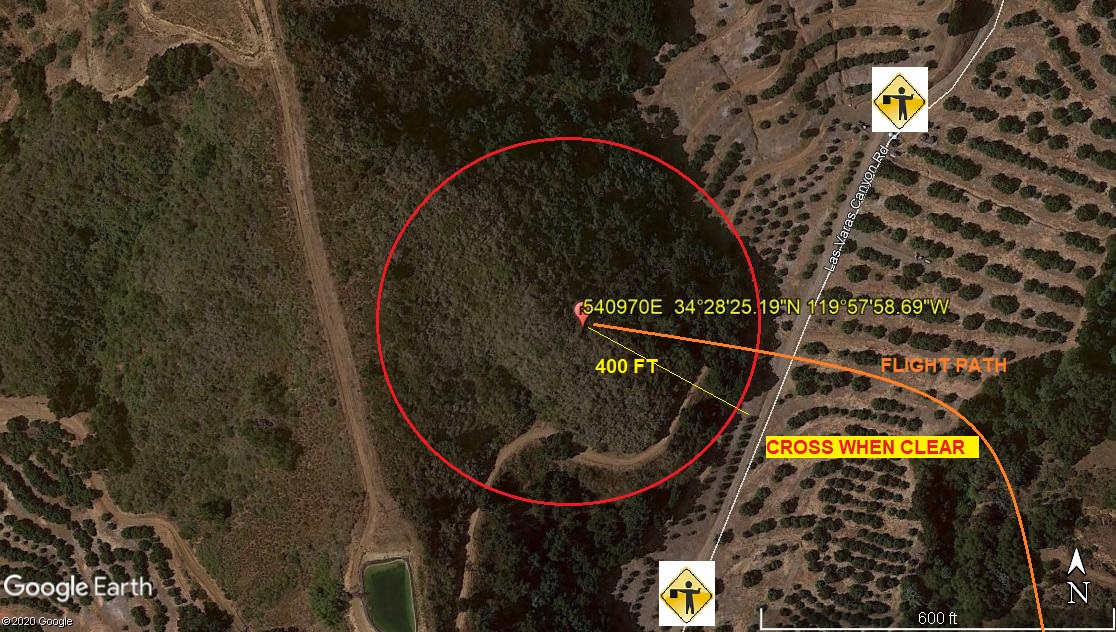 Las Varas Canyon Rd
540970E  34°28'25.19"N 119°57'58.69"W
400 FT
FLIGHT PATH
CROSS WHEN CLEAR
Google Earth
©2020 Google
600 ft
N